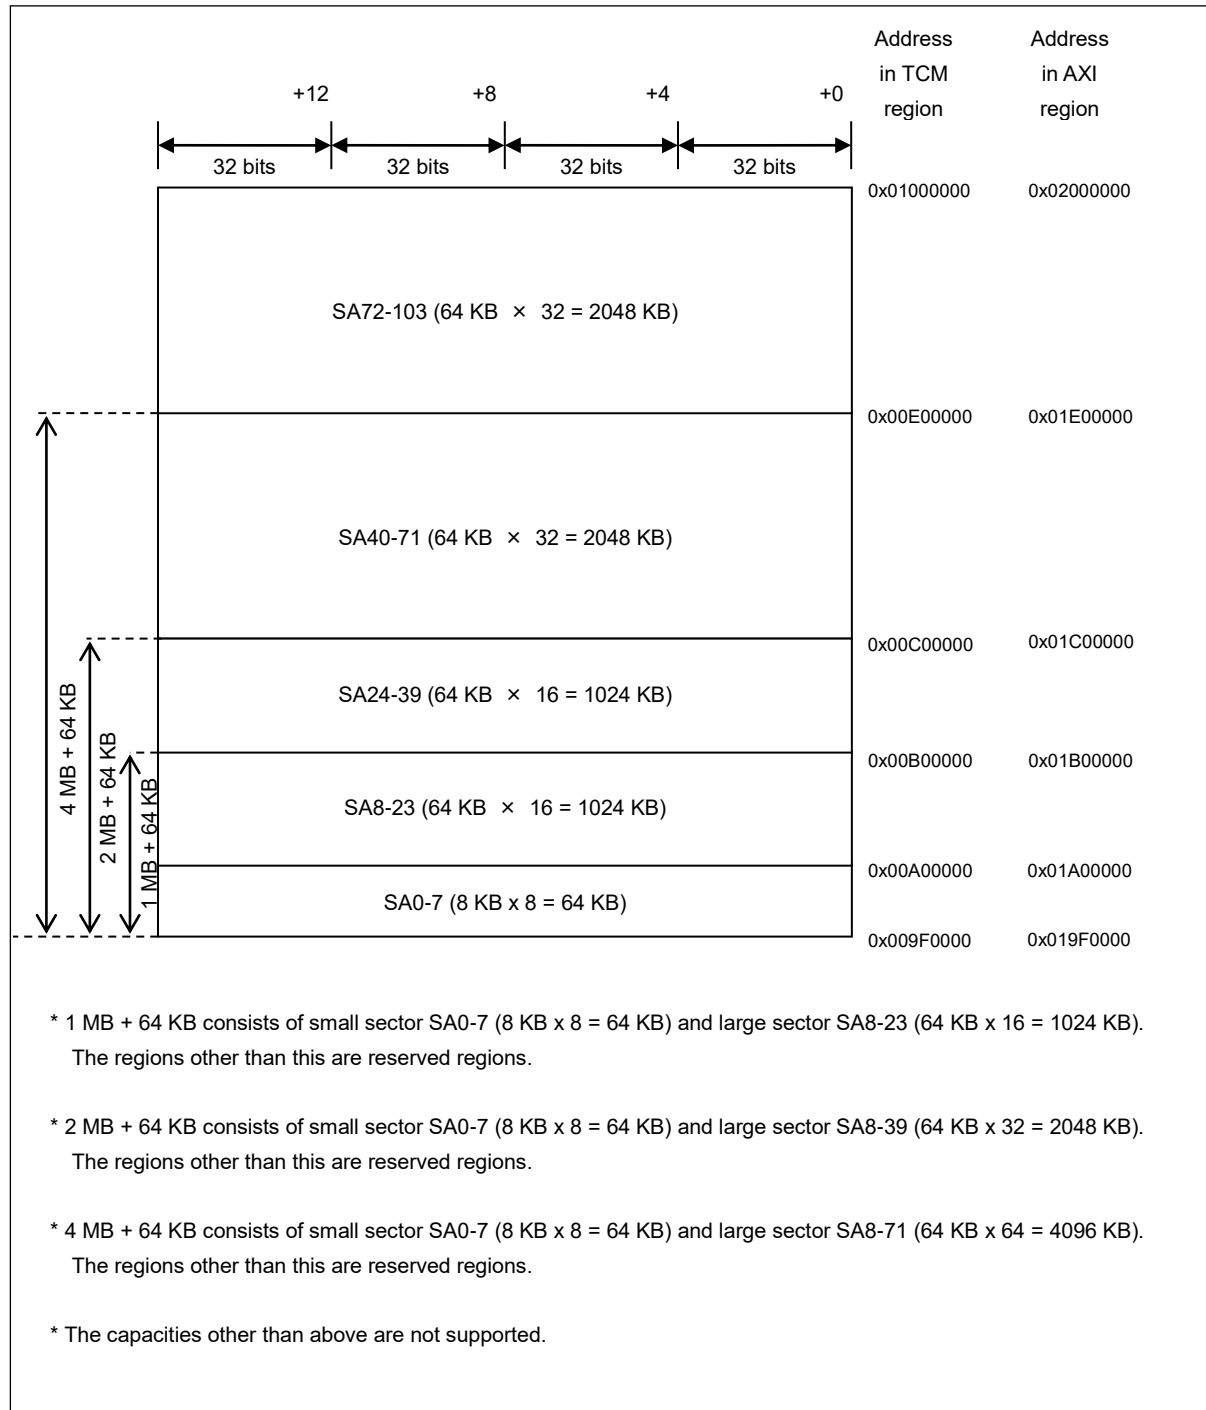 Address Address
in TCM in AXI
region region
+12 +8 +4 +0
32 bits 32 bits 32 bits 32 bits
0x01000000 0x02000000
SA72-103 (64 KB × 32 = 2048 KB)
0x00E00000 0x01E00000
SA40-71 (64 KB × 32 = 2048 KB)
0x00C00000 0x01C00000
4 MB + 64 KB
2 MB + 64 KB
1 MB + 64 KB
SA24-39 (64 KB × 16 = 1024 KB)
0x00B00000 0x01B00000
SA8-23 (64 KB × 16 = 1024 KB)
0x00A00000 0x01A00000
SA0-7 (8 KB x 8 = 64 KB)
0x009F0000 0x019F0000
* 1 MB + 64 KB consists of small sector SA0-7 (8 KB x 8 = 64 KB) and large sector SA8-23 (64 KB x 16 = 1024 KB).
The regions other than this are reserved regions.
* 2 MB + 64 KB consists of small sector SA0-7 (8 KB x 8 = 64 KB) and large sector SA8-39 (64 KB x 32 = 2048 KB).
The regions other than this are reserved regions.
* 4 MB + 64 KB consists of small sector SA0-7 (8 KB x 8 = 64 KB) and large sector SA8-71 (64 KB x 64 = 4096 KB).
The regions other than this are reserved regions.
* The capacities other than above are not supported.